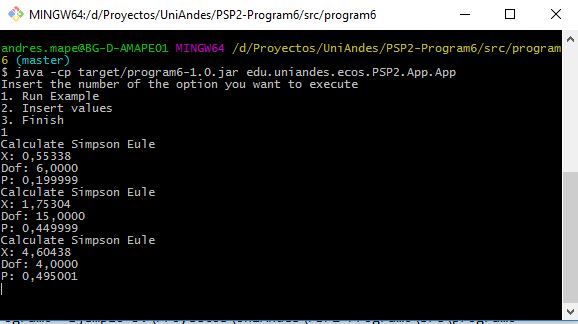 MINGW64:/d/Proyectos/UniAndes/PSP2-Program6/src/program6
andres.mape@BG-D-AMAPE01 MINGW64 /d/Proyectos/UniAndes/PSP2-Program6/src/program
6 (master)
$ java -cp target/program6-1.0.jar edu.uniandes.ecos.PSP2.App.App
Insert the number of the option you want to execute
1. Run Example
2. Insert values
3. Finish
1
Calculate Simpson Eule
X: 0,55338
Dof: 6,0000
P: 0,199999
Calculate Simpson Eule
X: 1,75304
Dof: 15,0000
P: 0,449999
Calculate Simpson Eule
X: 4,60438
Dof: 4,0000
P: 0,495001